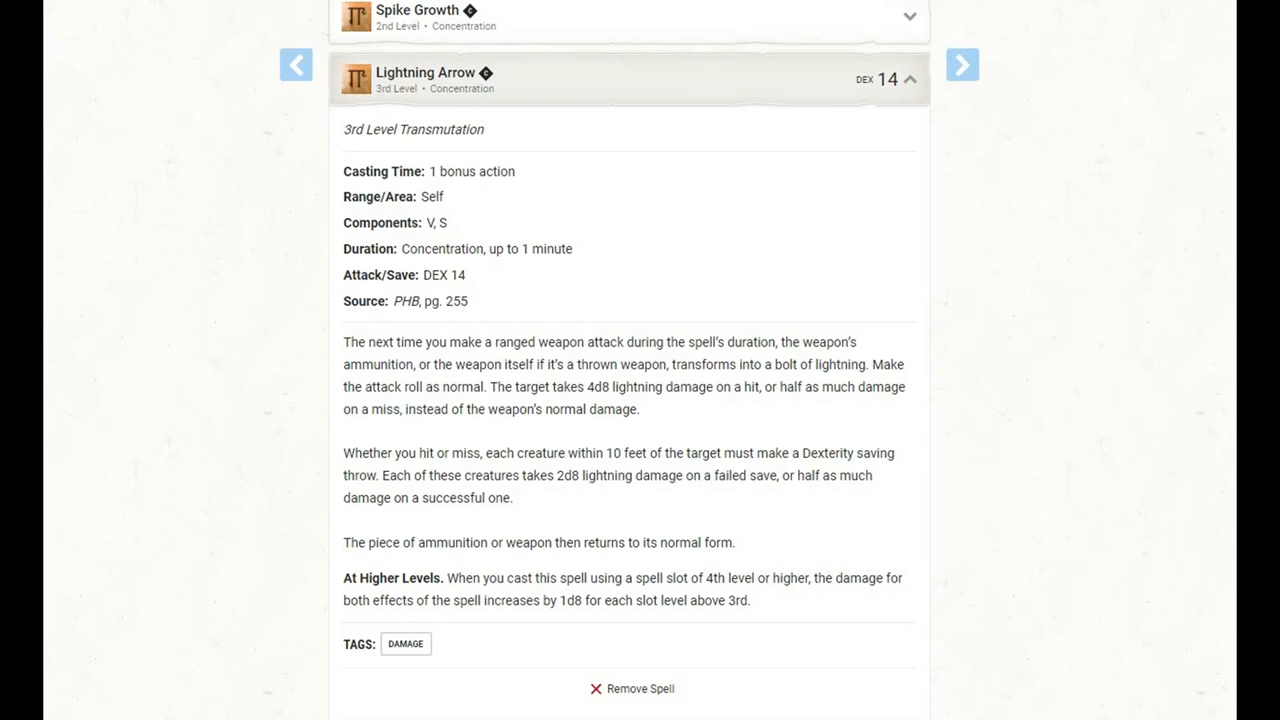 Spike Growth
2nd Level • Concentration
Lightning Arrow
3rd Level • Concentration
DEX 14
3rd Level Transmutation
Casting Time: 1 bonus action
Range/Area: Self
Components: V, S
Duration: Concentration, up to 1 minute
Attack/Save: DEX 14
Source: PHB, pg. 255
The next time you make a ranged weapon attack during the spell's duration, the weapon's
ammunition, or the weapon itself if it's a thrown weapon, transforms into a bolt of lightning. Make
the attack roll as normal. The target takes 4d8 lightning damage on a hit, or half as much damage
on a miss, instead of the weapon's normal damage.
Whether you hit or miss, each creature within 10 feet of the target must make a Dexterity saving
throw. Each of these creatures takes 2d8 lightning damage on a failed save, or half as much
damage on a successful one.
The piece of ammunition or weapon then returns to its normal form.
At Higher Levels. When you cast this spell using a spell slot of 4th level or higher, the damage for
both effects of the spell increases by 1d8 for each slot level above 3rd.
TAGS: DAMAGE
Remove Spell